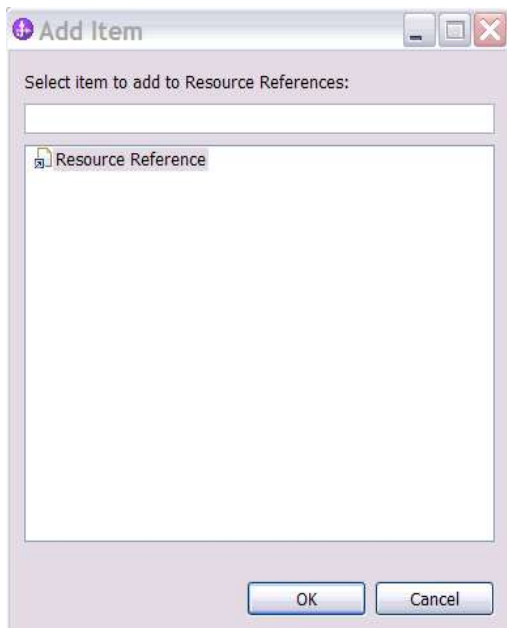 Add Item
Select item to add to Resource References:
Resource Reference
OK
Cancel